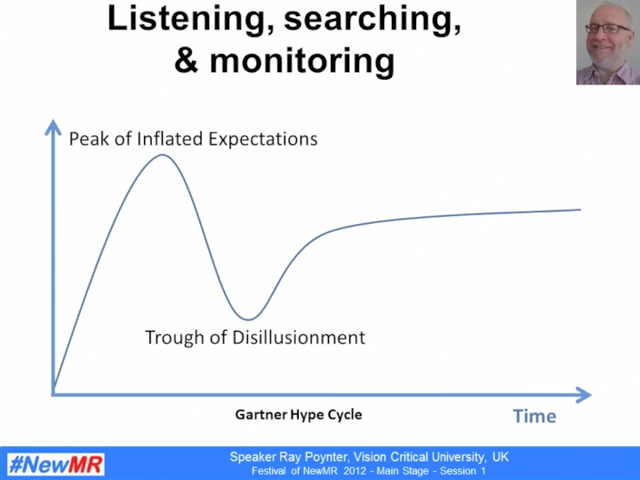 Listening, searching,
& monitoring
Peak of Inflated Expectations
Trough of Disillusionment
Gartner Hype Cycle
Time
#NewMR
Speaker Ray Poynter, Vision Critical University, UK
Festival of NewMR 2012 - Main Stage - Session 1